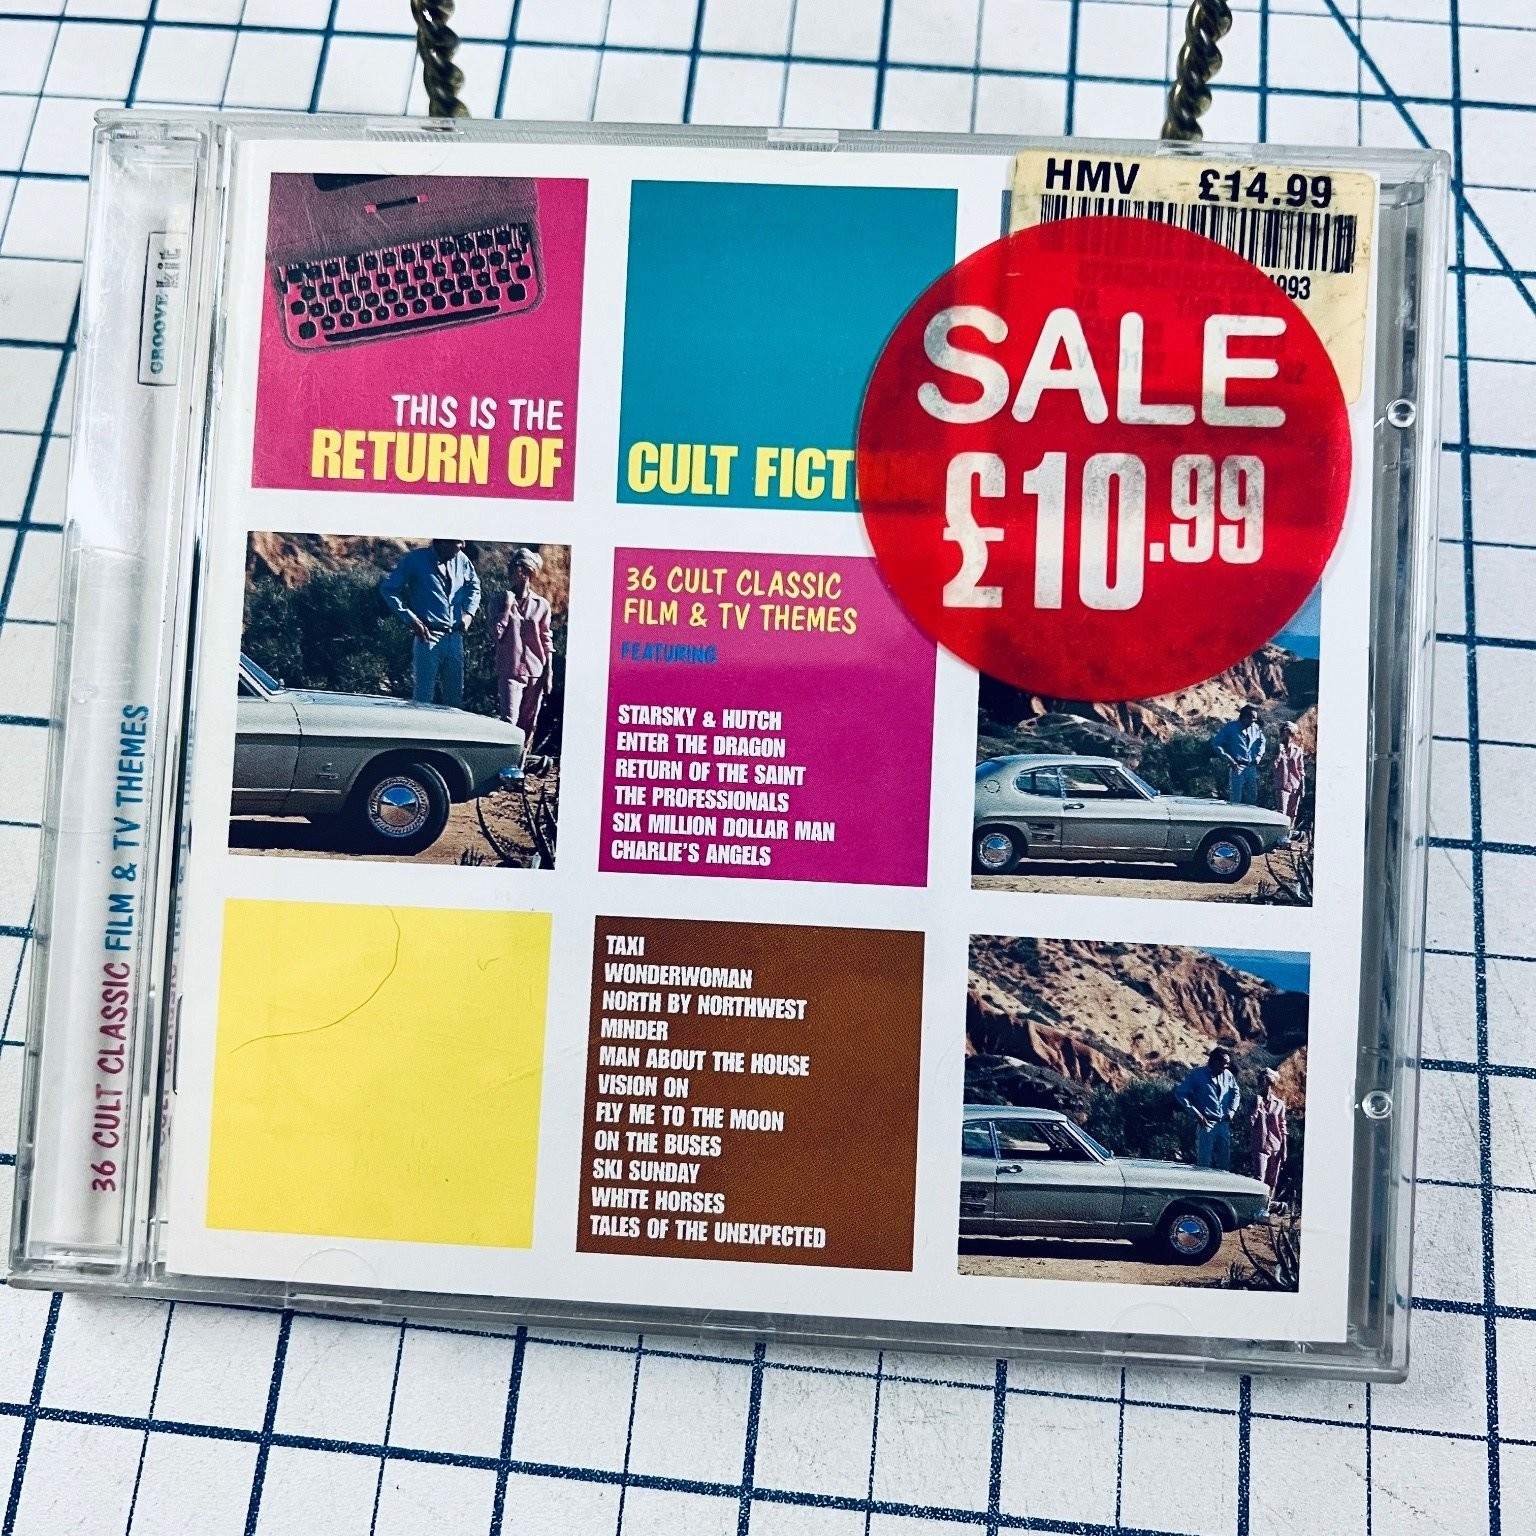 HMV £14.99
993
SALE
£10.99
THIS IS THE
RETURN OF
CULT FICT
36 CULT CLASSIC
FILM & TV THEMES
FEATURING
STARSKY & HUTCH
ENTER THE DRAGON
RETURN OF THE SAINT
THE PROFESSIONALS
SIX MILLION DOLLAR MAN
CHARLIE'S ANGELS
TAXI
WONDERWOMAN
NORTH BY NORTHWEST
MINDER
MAN ABOUT THE HOUSE
VISION ON
FLY ME TO THE MOON
ON THE BUSES
SKI SUNDAY
WHITE HORSES
TALES OF THE UNEXPECTED
GROOVE kit
36 CULT CLASSIC FILM & TV THEMES